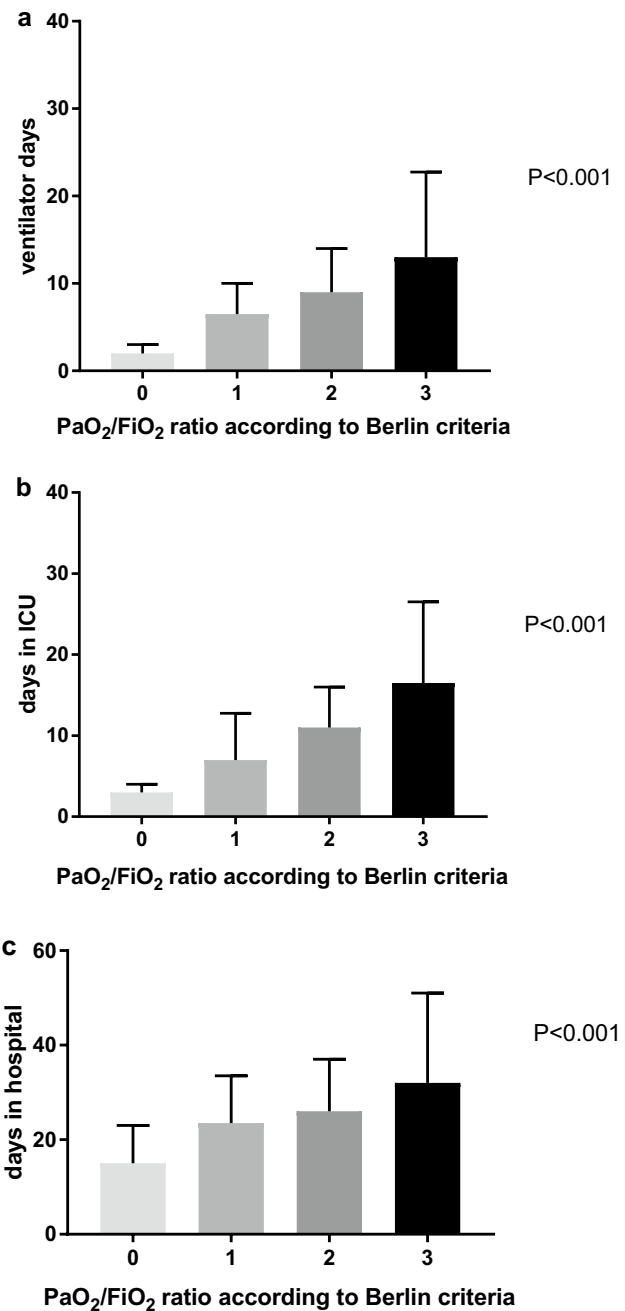 a
40
30
20
10
0
ventilator days
P<0.001
0 1 2 3
PaO₂/FiO₂ ratio according to Berlin criteria
b
40
30
20
10
0
days in ICU
P<0.001
0 1 2 3
PaO₂/FiO₂ ratio according to Berlin criteria
c
60
40
20
0
days in hospital
P<0.001
0 1 2 3
PaO₂/FiO₂ ratio according to Berlin criteria